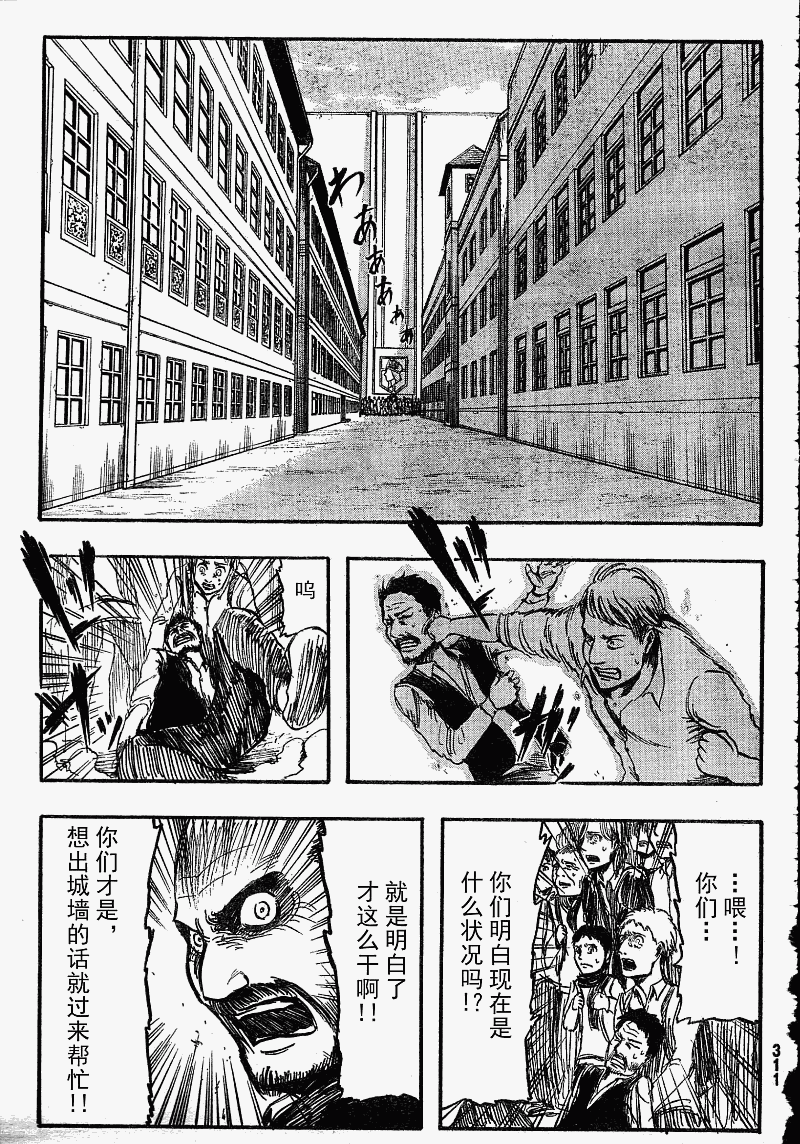 わあああぁぁ
呜
…喂…!
你们…
你们明白现在是
什么状况吗!?
就是明白了
才这么干啊!!
你们才是,
想出城墙的话就过来帮忙!!
311